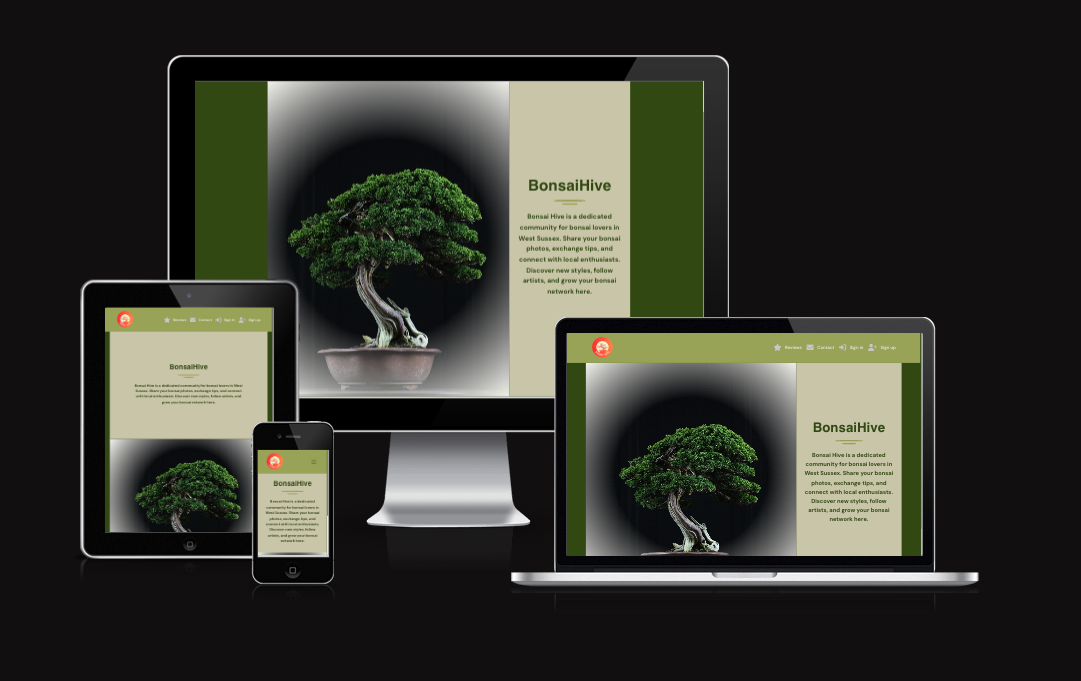 BonsaiHive
Bonsai Hive is a dedicated
community for bonsai lovers in
West Sussex. Share your bonsai
photos, exchange tips, and
connect with local enthusiasts.
Discover new styles, follow
artists, and grow your bonsai
network here.
Reviews Contact Sign in Sign up
BonsaiHive
Bonsai Hive is a dedicated community for bonsai lovers in West
Sussex. Share your bonsai photos, exchange tips, and connect
with local enthusiasts. Discover new styles, follow artists, and
grow your bonsai network here.
BonsaiHive
Bonsai Hive is a dedicated
community for bonsai lovers in
West Sussex. Share your bonsai
photos, exchange tips, and
connect with local enthusiasts.
Discover new styles, follow
artists, and grow your bonsai
network here.
Reviews Contact Sign in Sign up
BonsaiHive
Bonsai Hive is a dedicated
community for bonsai lovers in
West Sussex. Share your bonsai
photos, exchange tips, and
connect with local enthusiasts.
Discover new styles, follow
artists, and grow your bonsai
network here.